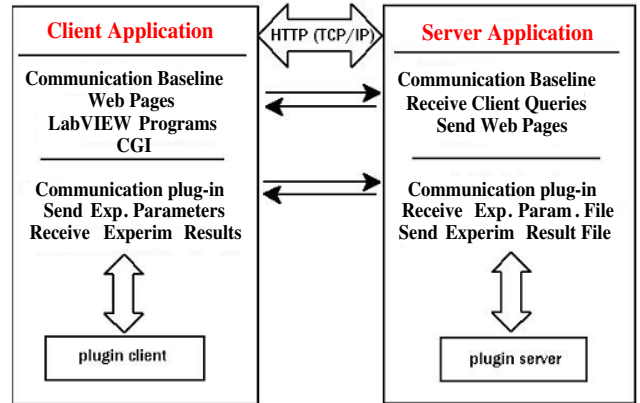 Client Application
Communication Baseline
Web Pages
LabVIEW Programs
CGI
Communication plug-in
Send Exp. Parameters
Receive Experim Results
plugin client
HTTP (TCP/IP)
Server Application
Communication Baseline
Receive Client Queries
Send Web Pages
Communication plug-in
Receive Exp. Param. File
Send Experim Result File
plugin server